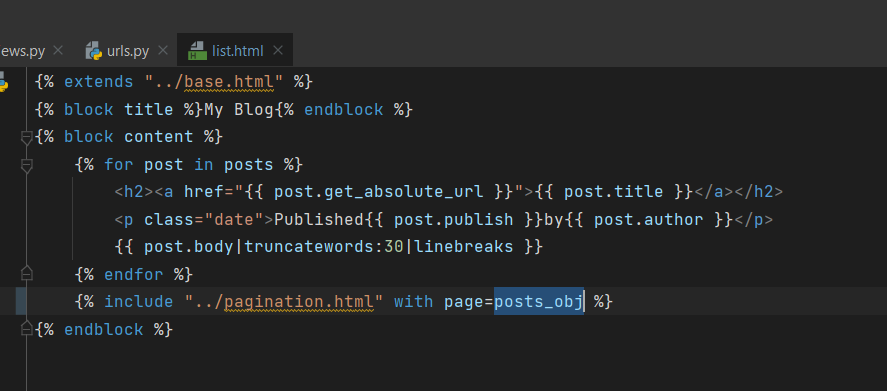 ews.py urls.py list.html
{% extends "../base.html" %}
{% block title %}My Blog{% endblock %}
{% block content %}
{% for post in posts %}
<h2><a href="{{ post.get_absolute_url }}">{{ post.title }}</a></h2>
<p class="date">Published{{ post.publish }}by{{ post.author }}</p>
{{ post.body|truncatewords:30|linebreaks }}
{% endfor %}
{% include "../pagination.html" with page=posts_obj %}
{% endblock %}